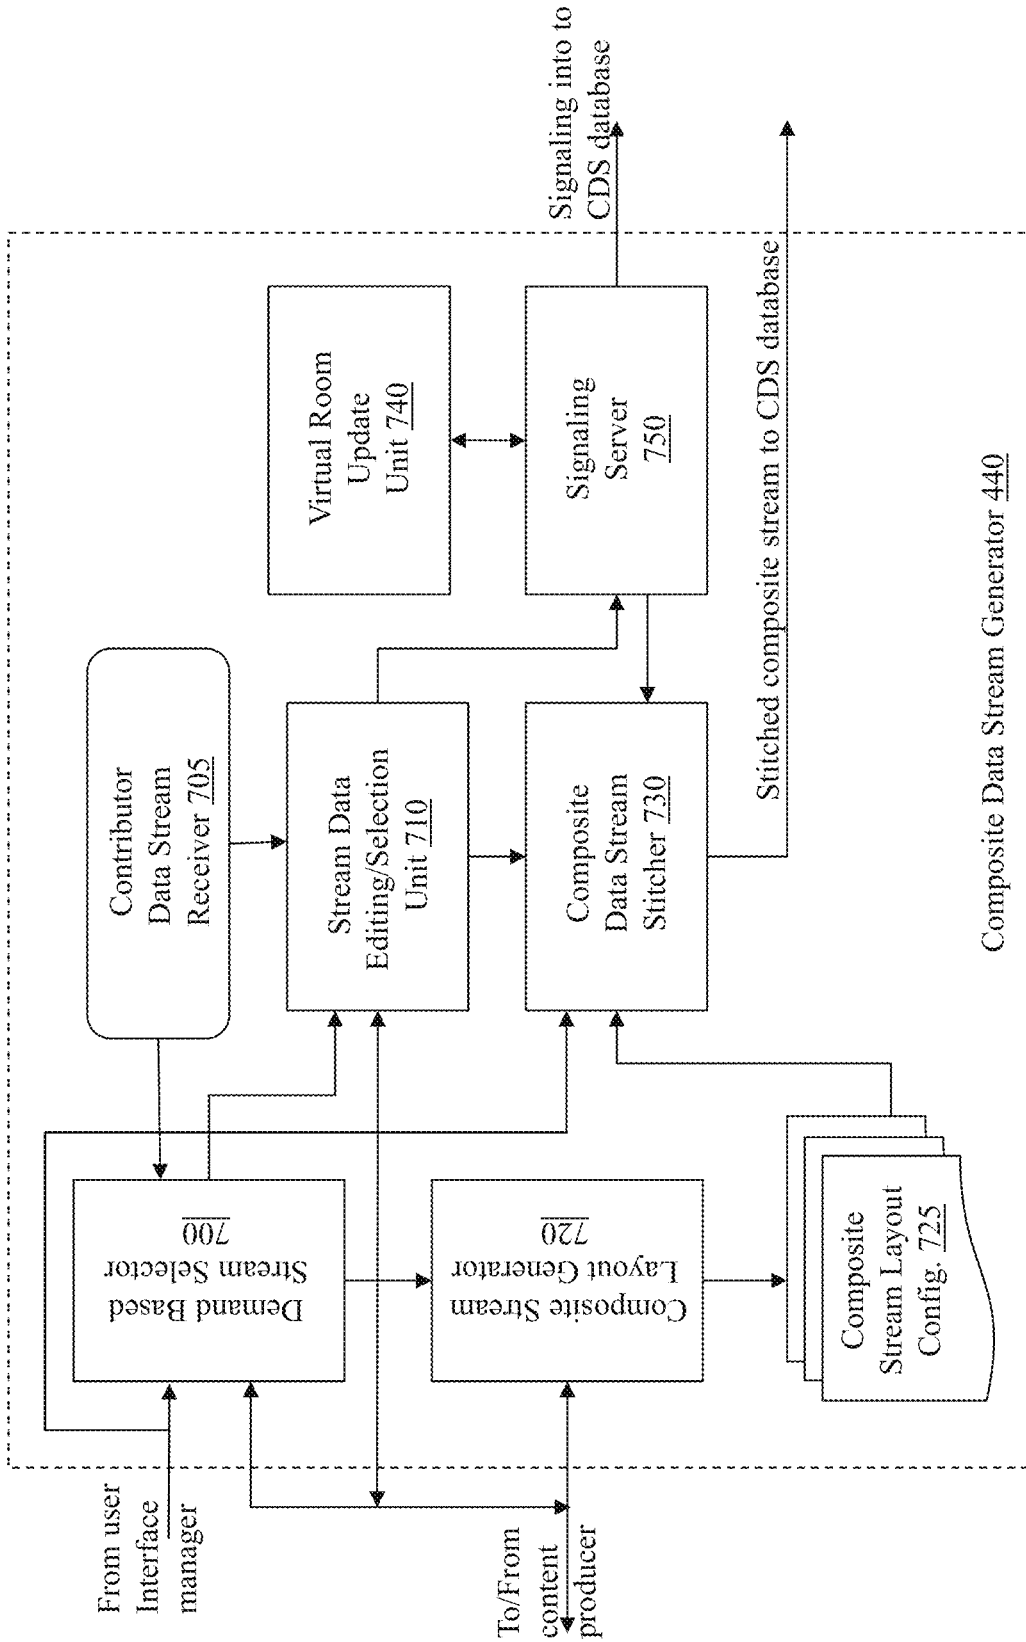 From user
Interface
manager
To/From
content
producer
Demand Based
Stream Selector
700
Composite Stream
Layout Generator
720
Composite
Stream Layout
Config. 725
Contributor
Data Stream
Receiver 705
Stream Data
Editing/Selection
Unit 710
Composite
Data Stream
Stitcher 730
Virtual Room
Update
Unit 740
Signaling
Server
750
Signaling into to
CDS database
Stitched composite stream to CDS database
Composite Data Stream Generator 440